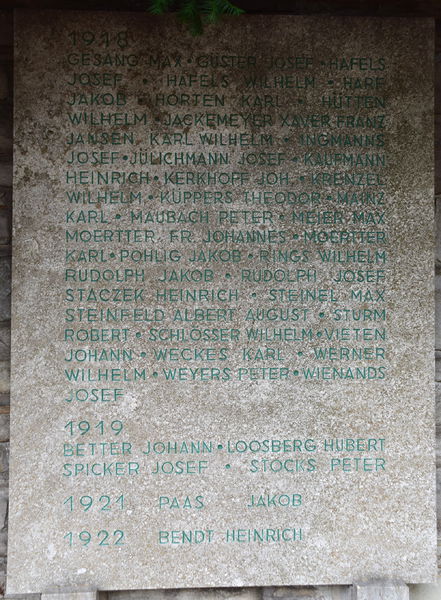 1918
GESANG MAX • GUSTER JOSEF • HAFELS
JOSEF • HAFELS WILHELM • HARF
JAKOB • HORTEN KARL • HÜTTEN
WILHELM • JACKEMEYER XAVER FRANZ
JANSEN, KARL WILHELM • INGMANNS
JOSEF • JÜLICHMANN JOSEF • KAUFMANN
HEINRICH • KERKHOFF JOH. • KRENZEL
WILHELM • KÜPPERS THEODOR • MAINZ
KARL • MAUBACH PETER • MEIER MAX
MOERTTER, FR. JOHANNES • MOERTTER
KARL • POHLIG JAKOB • RINGS WILHELM
RUDOLPH JAKOB • RUDOLPH JOSEF
STACZEK HEINRICH • STEINEL MAX
STEINFELD ALBERT AUGUST • STURM
ROBERT • SCHLÖSSER WILHELM • VIETEN
JOHANN • WECKES KARL • WERNER
WILHELM • WEYERS PETER • WIENANDS
JOSEF
1919
BETTER JOHANN • LOOSBERG HUBERT
SPICKER JOSEF • STOCKS PETER
1921 PAAS JAKOB
1922 BENDT HEINRICH